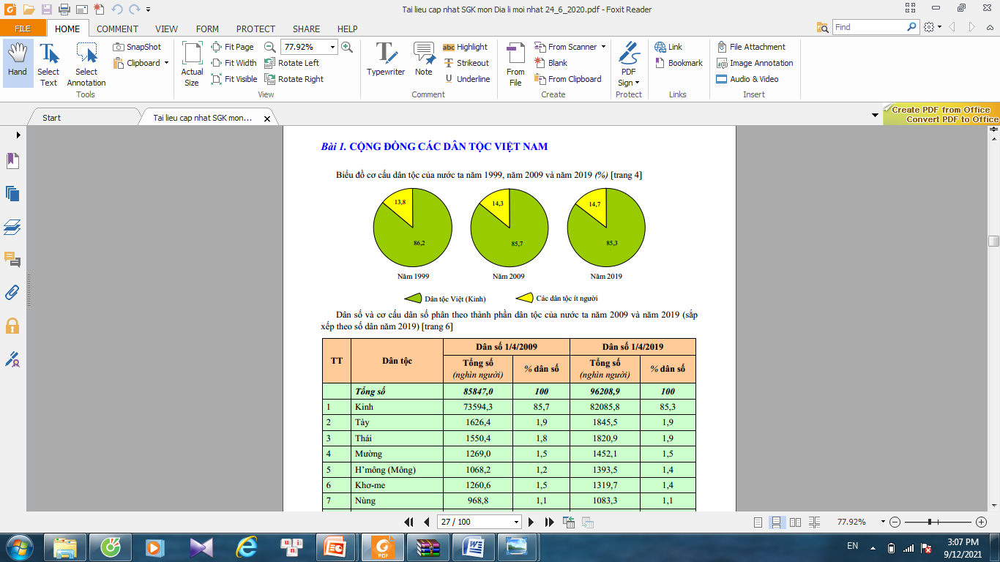 Tai lieu cap nhat SGK mon Dia li moi nhat 24_6_2020.pdf - Foxit Reader
FILE HOME COMMENT VIEW FORM PROTECT SHARE HELP Find
Hand
Select Text
Select Annotation
SnapShot
Clipboard
Tools
Actual Size
Fit Page
Fit Width
Fit Visible
77.92%
Rotate Left
Rotate Right
View
Typewriter
Note
abc Highlight
Strikeout
U Underline
Comment
From File
From Scanner
Blank
From Clipboard
Create
PDF Sign
Protect
Link
Bookmark
Links
File Attachment
Image Annotation
Audio & Video
Insert
Start
Tai lieu cap nhat SGK mon...
Create PDF from Office
Convert PDF to Office
Bài 1. CỘNG ĐỒNG CÁC DÂN TỘC VIỆT NAM
Biểu đồ cơ cấu dân tộc của nước ta năm 1999, năm 2009 và năm 2019 (%) [trang 4]
13,8 14,3 14,7
86,2 85,7 85,3
Năm 1999 Năm 2009 Năm 2019
Dân tộc Việt (Kinh) Các dân tộc ít người
Dân số và cơ cấu dân số phân theo thành phần dân tộc của nước ta năm 2009 và năm 2019 (sắp
xếp theo số dân năm 2019) [trang 6]
TT Dân tộc Dân số 1/4/2009 Dân số 1/4/2019
Tổng số (nghìn người) % dân số Tổng số (nghìn người) % dân số
Tổng số 85847,0 100 96208,9 100
1 Kinh 73594,3 85,7 82085,8 85,3
2 Tày 1626,4 1,9 1845,5 1,9
3 Thái 1550,4 1,8 1820,9 1,9
4 Mường 1269,0 1,5 1452,1 1,5
5 H'mông (Mông) 1068,2 1,2 1393,5 1,4
6 Khơ-me 1260,6 1,5 1319,7 1,4
7 Nùng 968,8 1,1 1083,3 1,1
27 / 100 77.92%
EN 3:07 PM
9/12/2021